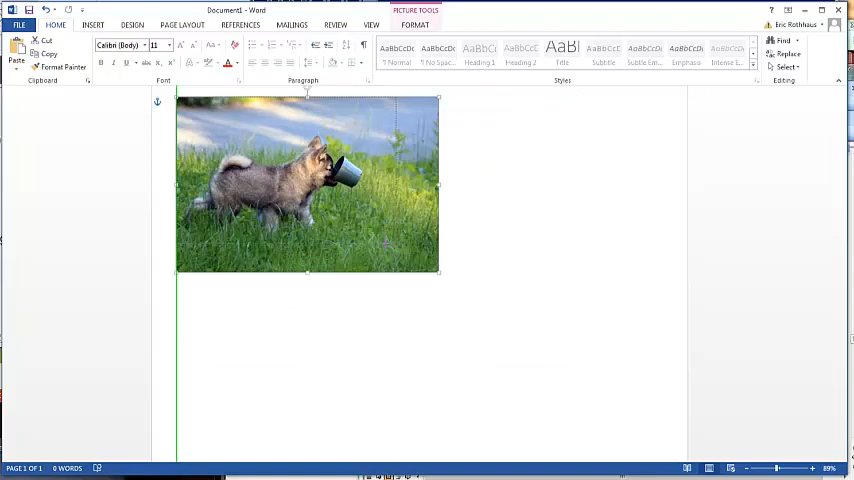 Document1 - Word
PICTURE TOOLS
FILE HOME INSERT DESIGN PAGE LAYOUT REFERENCES MAILINGS REVIEW VIEW FORMAT
Eric Rothhaus
Paste
Cut
Copy
Format Painter
Clipboard
Calibri (Body) 11
Font
Paragraph
AaBbCcDc AaBbCcDc AaBbCc AaBbCcC AaBl AaBbCcD AaBbCcDc AaBbCcDc AaBbCcDc
¶ Normal ¶ No Spac... Heading 1 Heading 2 Title Subtitle Subtle Em... Emphasis Intense E...
Styles
Find
Replace
Select
Editing
PAGE 1 OF 1 0 WORDS
89%